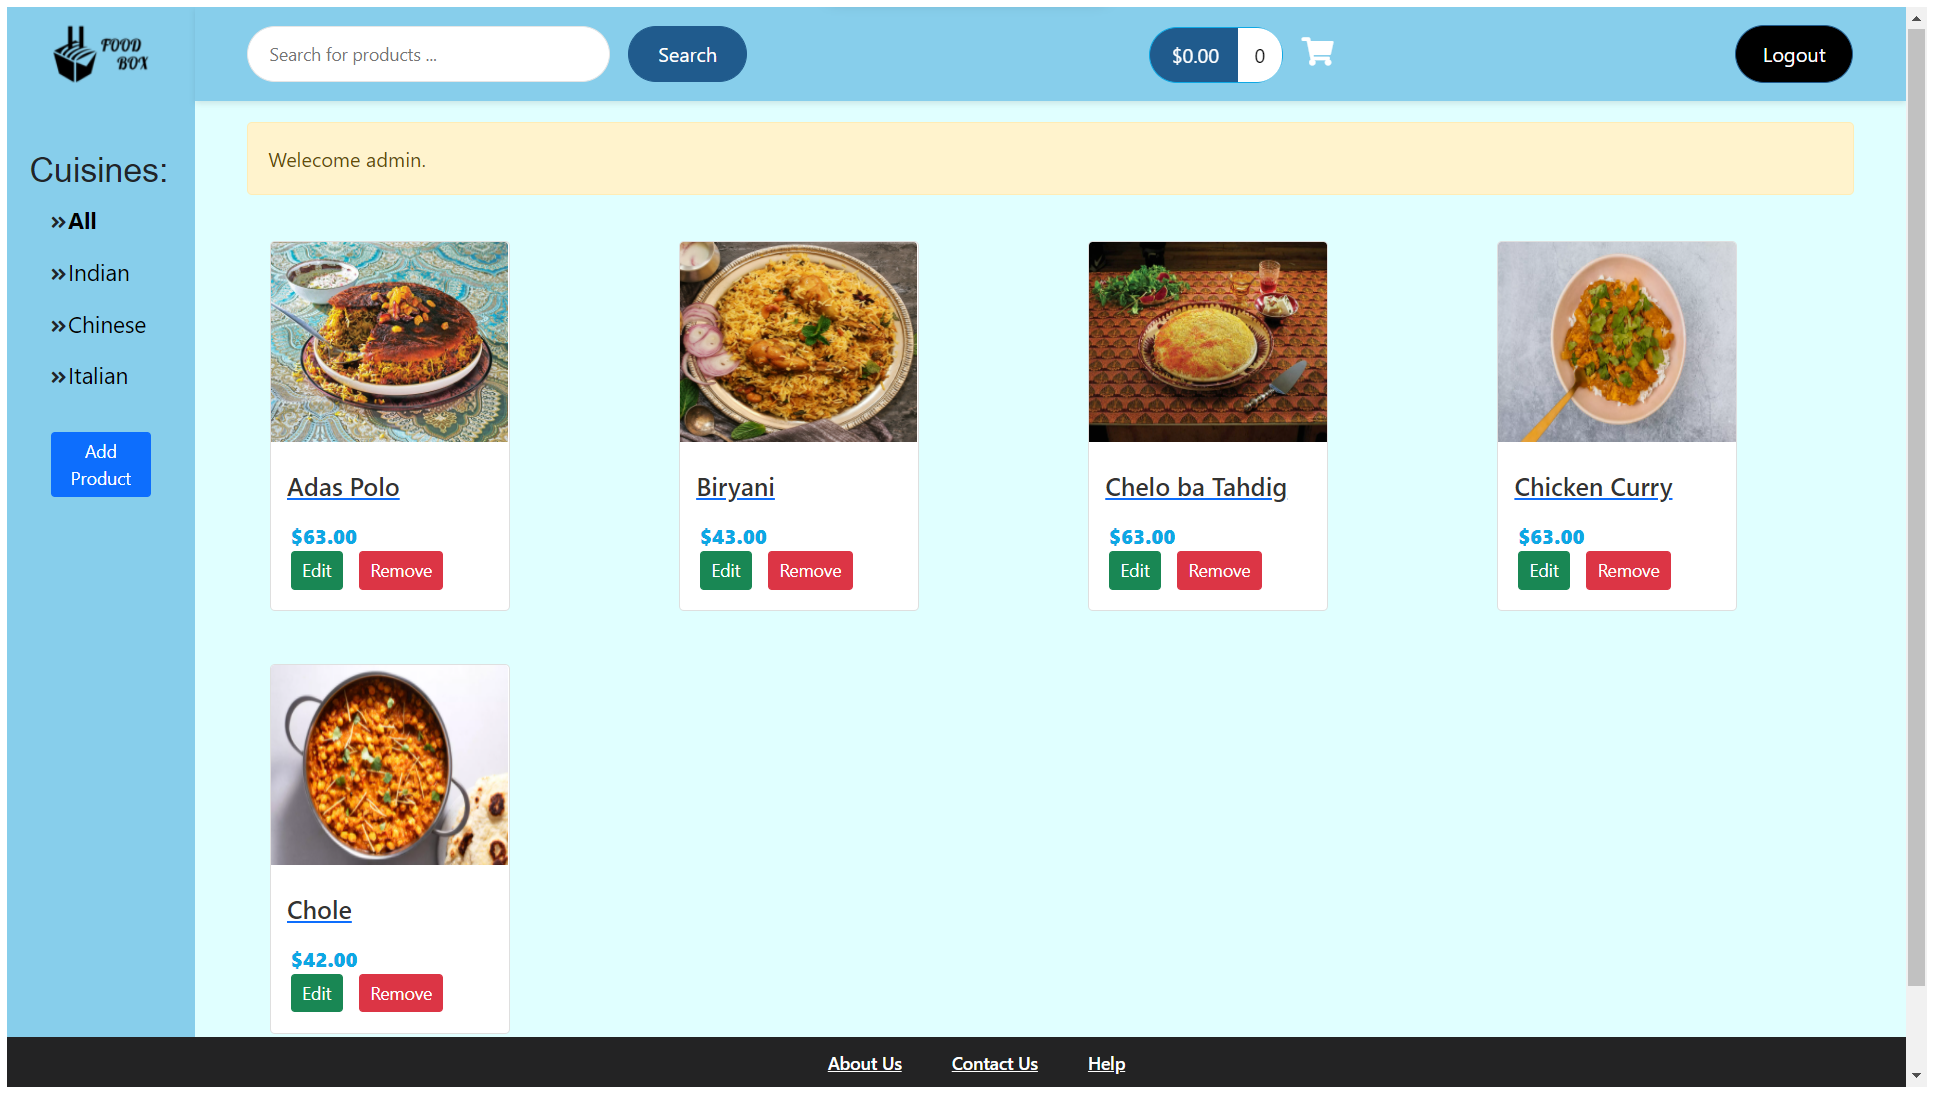 FOOD
BOX
Search for products ...
Search
$0.00
0
Logout
Cuisines:
»All
»Indian
»Chinese
»Italian
Add
Product
Welecome admin.
Adas Polo
$63.00
Edit
Remove
Biryani
$43.00
Edit
Remove
Chelo ba Tahdig
$63.00
Edit
Remove
Chicken Curry
$63.00
Edit
Remove
Chole
$42.00
Edit
Remove
About Us
Contact Us
Help